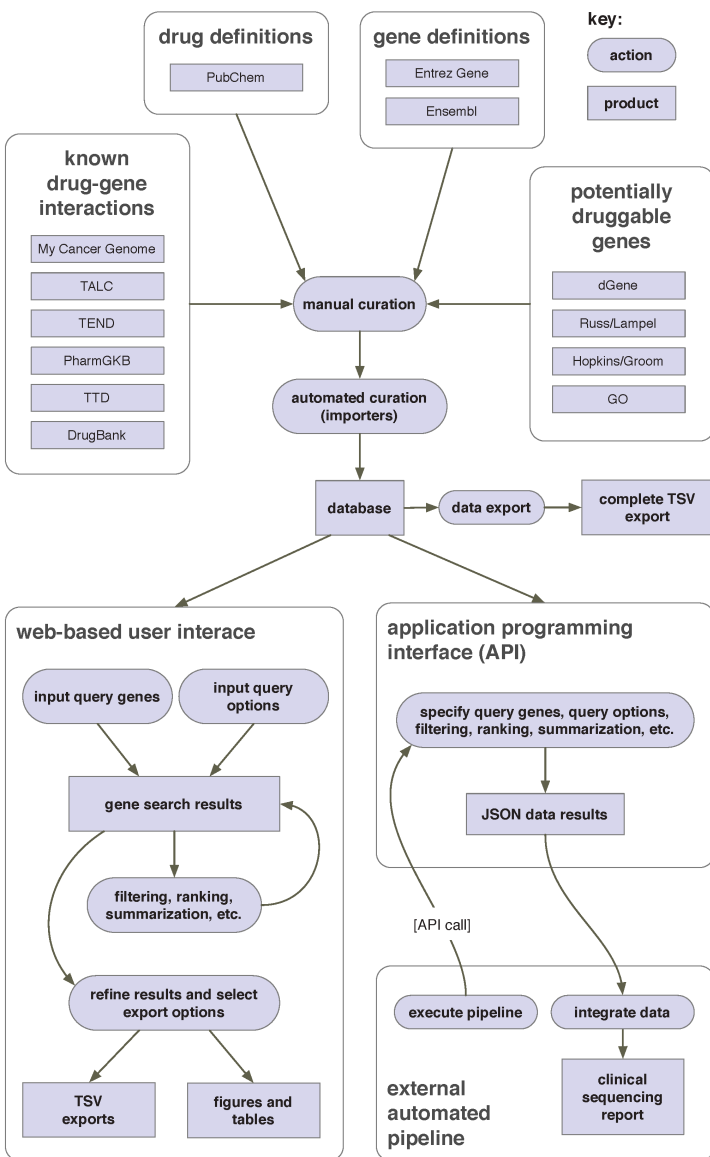 drug definitions
PubChem
gene definitions
Entrez Gene
Ensembl
key:
action
product
known
drug-gene
interactions
My Cancer Genome
TALC
TEND
PharmGKB
TTD
DrugBank
potentially
druggable
genes
dGene
Russ/Lampel
Hopkins/Groom
GO
manual curation
automated curation
(importers)
database
data export
complete TSV
export
web-based user interace
input query genes
input query
options
gene search results
filtering, ranking,
summarization, etc.
refine results and select
export options
TSV
exports
figures and
tables
application programming
interface (API)
specify query genes, query options,
filtering, ranking, summarization, etc.
JSON data results
[API call]
execute pipeline
integrate data
external
automated
pipeline
clinical
sequencing
report